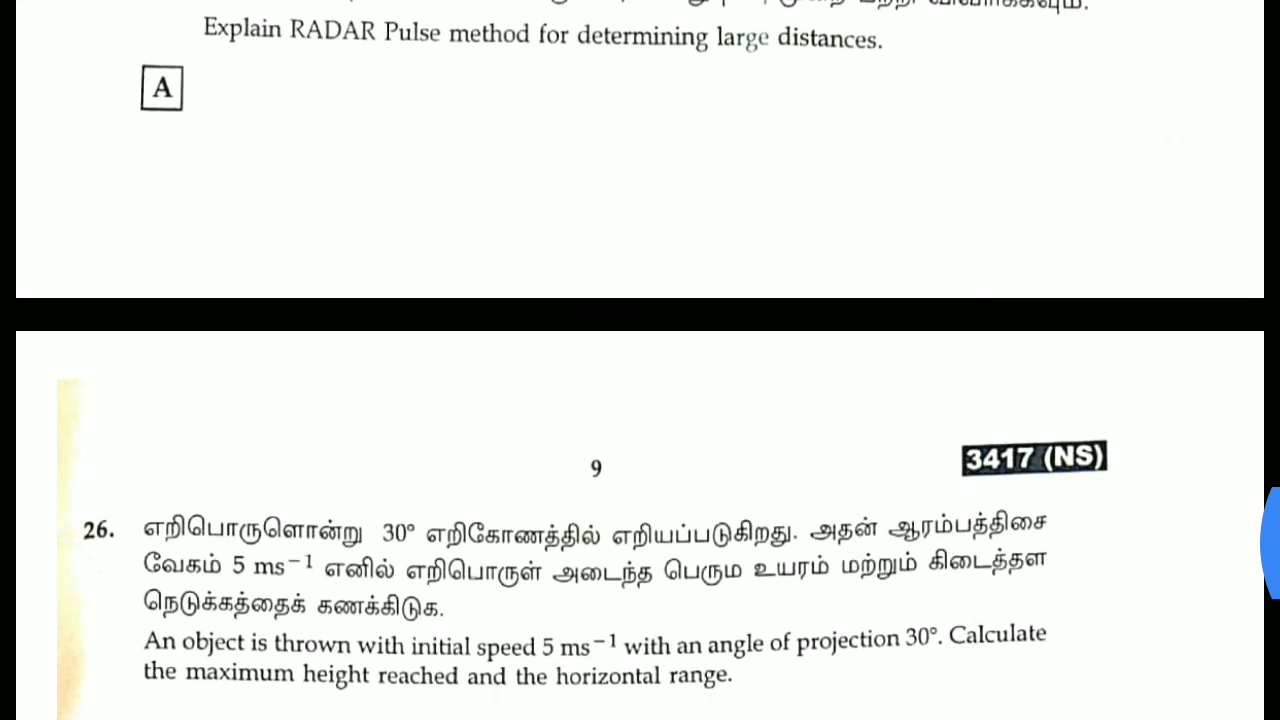 Explain RADAR Pulse method for determining large distances.
A
9
3417 (NS)
26. எறிபொருளொன்று 30° எறிகோணத்தில் எறியப்படுகிறது. அதன் ஆரம்பத்திசை
வேகம் 5 ms⁻¹ எனில் எறிபொருள் அடைந்த பெரும உயரம் மற்றும் கிடைத்தள
நெடுக்கத்தைக் கணக்கிடுக.
An object is thrown with initial speed 5 ms⁻¹ with an angle of projection 30°. Calculate
the maximum height reached and the horizontal range.